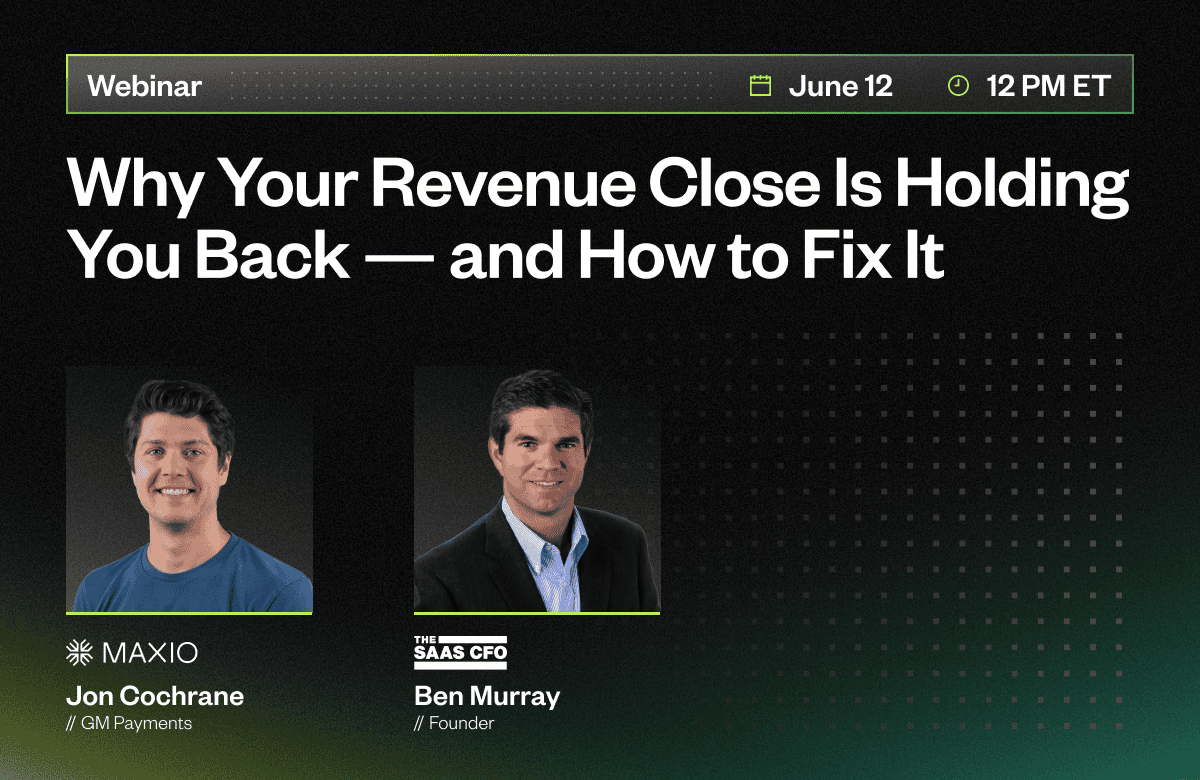 Webinar
June 12
12 PM ET
Why Your Revenue Close Is Holding
You Back — and How to Fix It
MAXIO
Jon Cochrane
// GM Payments
THE
SAAS CFO
Ben Murray
// Founder